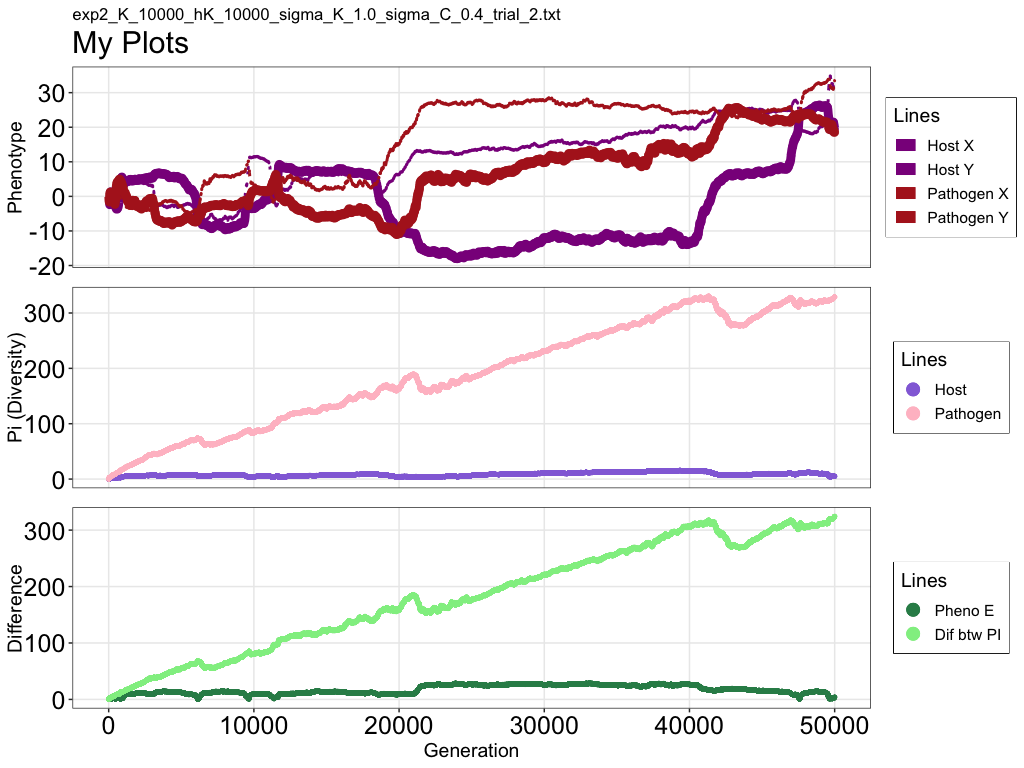 exp2_K_10000_hK_10000_sigma_K_1.0_sigma_C_0.4_trial_2.txt
My Plots
Phenotype
30
20
10
0
-10
-20
Lines
Host X
Host Y
Pathogen X
Pathogen Y
Pi (Diversity)
300
200
100
0
Lines
Host
Pathogen
Difference
300
200
100
0
Lines
Pheno E
Dif btw PI
0 10000 20000 30000 40000 50000
Generation